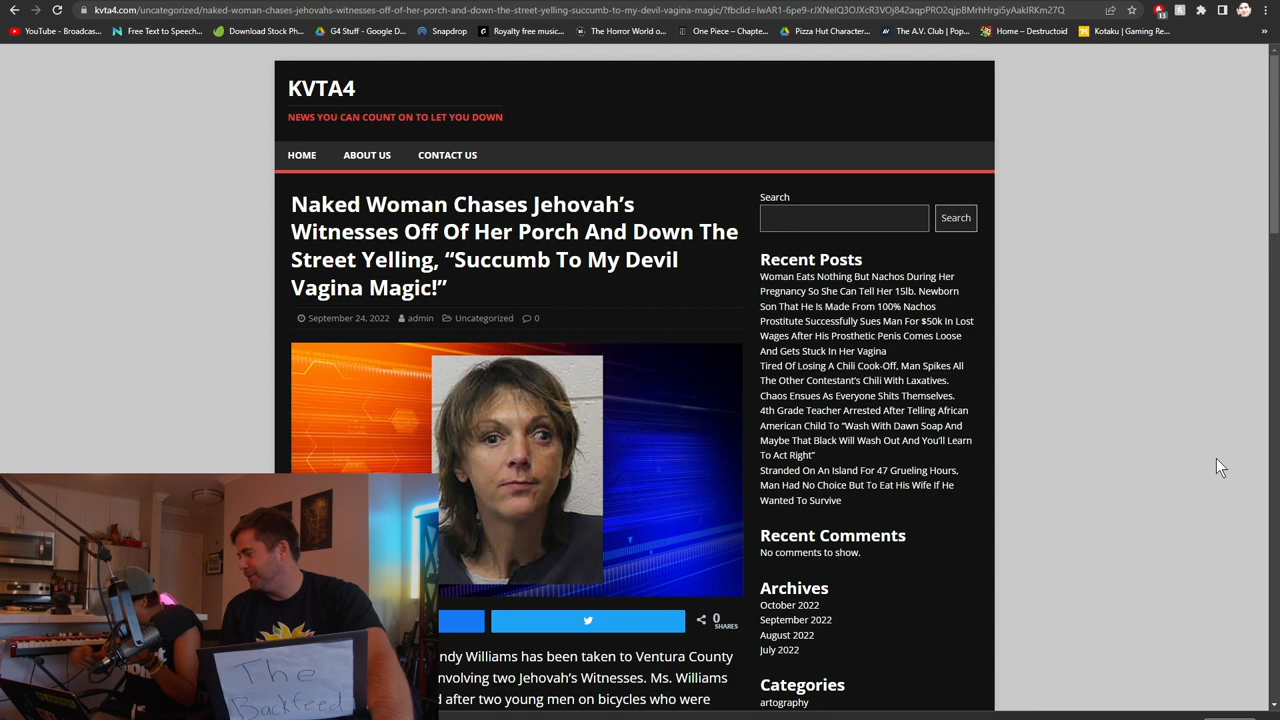 kvta4.com/uncategorized/naked-woman-chases-jehovahs-witnesses-off-of-her-porch-and-down-the-street-yelling-succumb-to-my-devil-vagina-magic/?fbclid=
13
YouTube - Broadcas... Free Text to Speech... Download Stock Ph... G4 Stuff - Google D... Snapdrop Royalty free music... The Horror World o... One Piece – Chapte... Pizza Hut Character... The A.V. Club | Pop... Home – Destructoid Kotaku | Gaming Re... »
KVTA4
NEWS YOU CAN COUNT ON TO LET YOU DOWN
HOME ABOUT US CONTACT US
Naked Woman Chases Jehovah's
Witnesses Off Of Her Porch And Down The
Street Yelling, “Succumb To My Devil
Vagina Magic!”
September 24, 2022 admin Uncategorized 0
0
SHARES
ndy Williams has been taken to Ventura County
nvolving two Jehovah's Witnesses. Ms. Williams
d after two young men on bicycles who were
Search
Search
Recent Posts
Woman Eats Nothing But Nachos During Her
Pregnancy So She Can Tell Her 15lb. Newborn
Son That He Is Made From 100% Nachos
Prostitute Successfully Sues Man For $50k In Lost
Wages After His Prosthetic Penis Comes Loose
And Gets Stuck In Her Vagina
Tired Of Losing A Chili Cook-Off, Man Spikes All
The Other Contestant's Chili With Laxatives.
Chaos Ensues As Everyone Shits Themselves.
4th Grade Teacher Arrested After Telling African
American Child To “Wash With Dawn Soap And
Maybe That Black Will Wash Out And You'll Learn
To Act Right”
Stranded On An Island For 47 Grueling Hours,
Man Had No Choice But To Eat His Wife If He
Wanted To Survive
Recent Comments
No comments to show.
Archives
October 2022
September 2022
August 2022
July 2022
Categories
artography
The
Backfeed